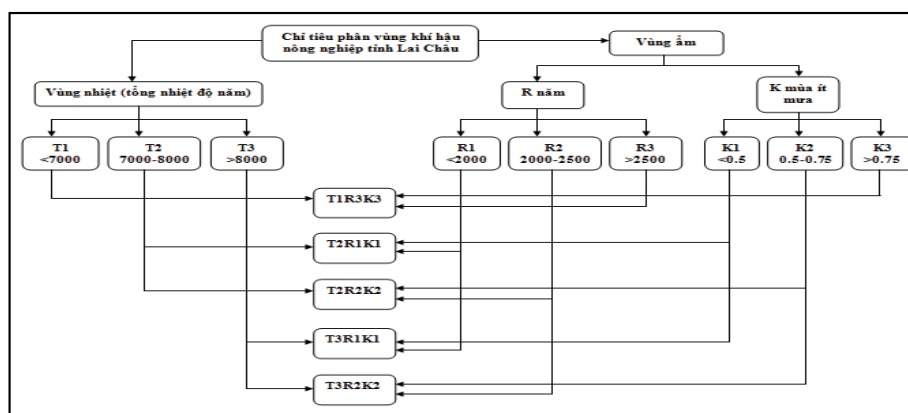 Chỉ tiêu phân vùng khí hậu
nông nghiệp tỉnh Lai Châu
Vùng ẩm
Vùng nhiệt (tổng nhiệt độ năm)
R năm
K mùa ít
mưa
T1
<7000
T2
7000-8000
T3
>8000
R1
<2000
R2
2000-2500
R3
>2500
K1
<0.5
K2
0.5-0.75
K3
>0.75
T1R3K3
T2R1K1
T2R2K2
T3R1K1
T3R2K2